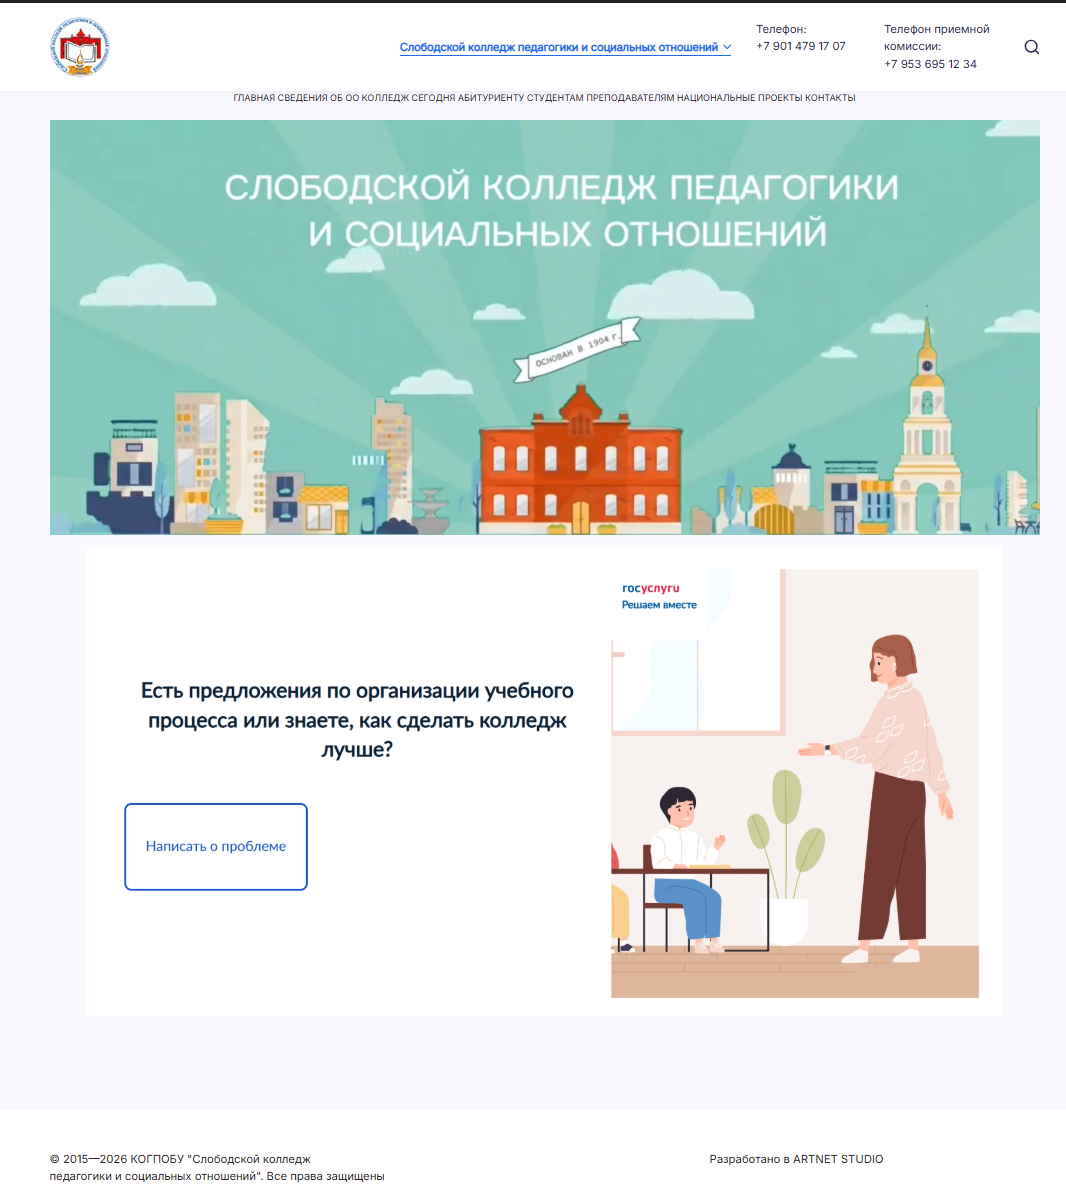 Слободской колледж педагогики и социальных отношений
Телефон:
+7 901 479 17 07
Телефон приемной
комиссии:
+7 953 695 12 34
ГЛАВНАЯ СВЕДЕНИЯ ОБ ОО КОЛЛЕДЖ СЕГОДНЯ АБИТУРИЕНТУ СТУДЕНТАМ ПРЕПОДАВАТЕЛЯМ НАЦИОНАЛЬНЫЕ ПРОЕКТЫ КОНТАКТЫ
СЛОБОДСКОЙ КОЛЛЕДЖ ПЕДАГОГИКИ
И СОЦИАЛЬНЫХ ОТНОШЕНИЙ
ОСНОВАН В 1904 Г.
госуслуги
Решаем вместе
Есть предложения по организации учебного
процесса или знаете, как сделать колледж
лучше?
Написать о проблеме
© 2015—2026 КОГПОБУ "Слободской колледж
педагогики и социальных отношений". Все права защищены
Разработано в ARTNET STUDIO